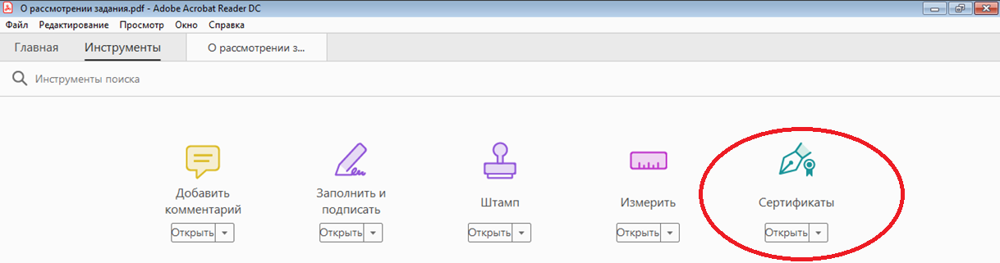 О рассмотрении задания.pdf - Adobe Acrobat Reader DC
Файл Редактирование Просмотр Окно Справка
Главная Инструменты О рассмотрении з...
Инструменты поиска
Добавить комментарий
Заполнить и подписать
Штамп
Измерить
Сертификаты
Открыть Открыть Открыть Открыть Открыть